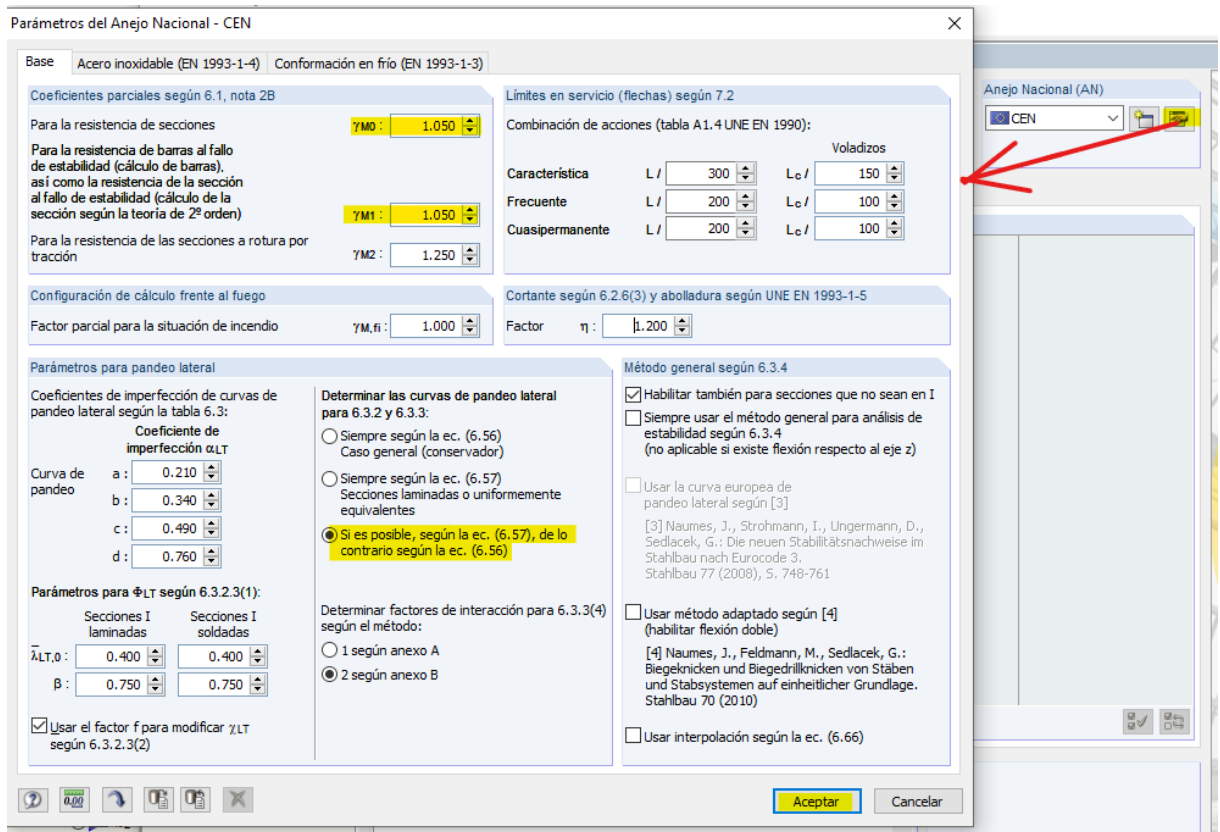 Parámetros del Anejo Nacional - CEN
Base
Acero inoxidable (EN 1993-1-4)
Conformación en frío (EN 1993-1-3)
Coeficientes parciales según 6.1, nota 2B
Para la resistencia de secciones
γM0 :
1.050
Para la resistencia de barras al fallo
de estabilidad (cálculo de barras),
así como la resistencia de la sección
al fallo de estabilidad (cálculo de la
sección según la teoría de 2º orden)
γM1 :
1.050
Para la resistencia de las secciones a rotura por
tracción
γM2 :
1.250
Límites en servicio (flechas) según 7.2
Combinación de acciones (tabla A1.4 UNE EN 1990):
Voladizos
Característica L / 300 Lc / 150
Frecuente L / 200 Lc / 100
Cuasipermanente L / 200 Lc / 100
Configuración de cálculo frente al fuego
Factor parcial para la situación de incendio
γM,fi :
1.000
Cortante según 6.2.6(3) y abolladura según UNE EN 1993-1-5
Factor η : 1.200
Parámetros para pandeo lateral
Coeficientes de imperfección de curvas de
pandeo lateral según la tabla 6.3:
Coeficiente de
imperfección αLT
Curva de
pandeo
a : 0.210
b : 0.340
c : 0.490
d : 0.760
Parámetros para ΦLT según 6.3.2.3(1):
Secciones I
laminadas
Secciones I
soldadas
λ̅LT,0 : 0.400 0.400
β : 0.750 0.750
Usar el factor f para modificar χLT
según 6.3.2.3(2)
Determinar las curvas de pandeo lateral
para 6.3.2 y 6.3.3:
Siempre según la ec. (6.56)
Caso general (conservador)
Siempre según la ec. (6.57)
Secciones laminadas o uniformemente
equivalentes
Si es posible, según la ec. (6.57), de lo
contrario según la ec. (6.56)
Determinar factores de interacción para 6.3.3(4)
según el método:
1 según anexo A
2 según anexo B
Método general según 6.3.4
Habilitar también para secciones que no sean en I
Siempre usar el método general para análisis de
estabilidad según 6.3.4
(no aplicable si existe flexión respecto al eje z)
Usar la curva europea de
pandeo lateral según [3]
[3] Naumes, J., Strohmann, I., Ungermann, D.,
Sedlacek, G.: Die neuen Stabilitätsnachweise im
Stahlbau nach Eurocode 3.
Stahlbau 77 (2008), S. 748-761
Usar método adaptado según [4]
(habilitar flexión doble)
[4] Naumes, J., Feldmann, M., Sedlacek, G.:
Biegeknicken und Biegedrillknicken von Stäben
und Stabsystemen auf einheitlicher Grundlage.
Stahlbau 70 (2010)
Usar interpolación según la ec. (6.66)
0.00
Aceptar
Cancelar
Anejo Nacional (AN)
CEN